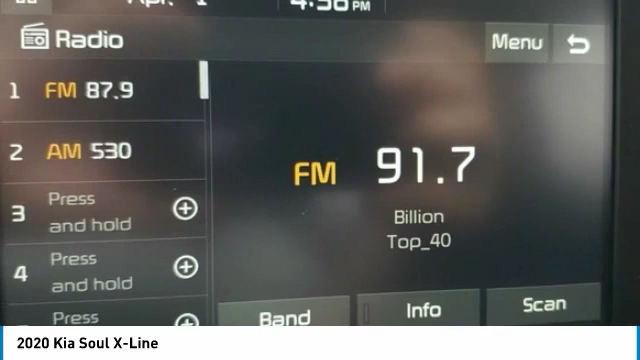 4:56 PM
Radio
Menu
1 FM 87.9
2 AM 530
3 Press and hold
4 Press and hold
Press
FM 91.7
Billion
Top_40
Band
Info
Scan
2020 Kia Soul X-Line